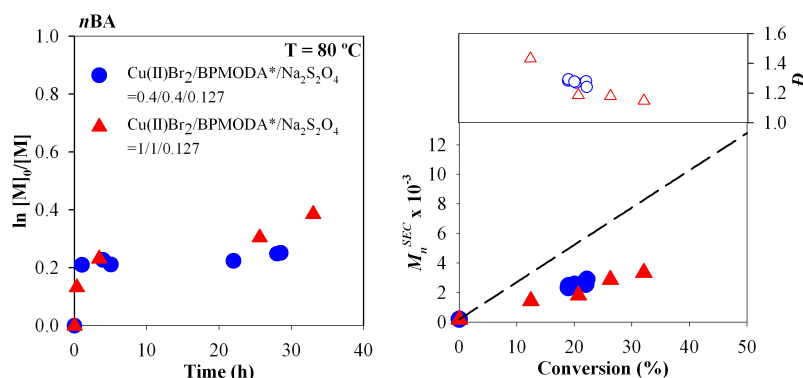 nBA
T = 80 ºC
Cu(II)Br2/BPMODA*/Na2S2O4
=0.4/0.4/0.127
Cu(II)Br2/BPMODA*/Na2S2O4
=1/1/0.127
ln [M]0/[M]
1.0
0.8
0.6
0.4
0.2
0.0
0 10 20 30 40
Time (h)
1.6
1.4
1.2
1.0
Đ
Mn SEC x 10-3
12
10
8
6
4
2
0
0 10 20 30 40 50
Conversion (%)